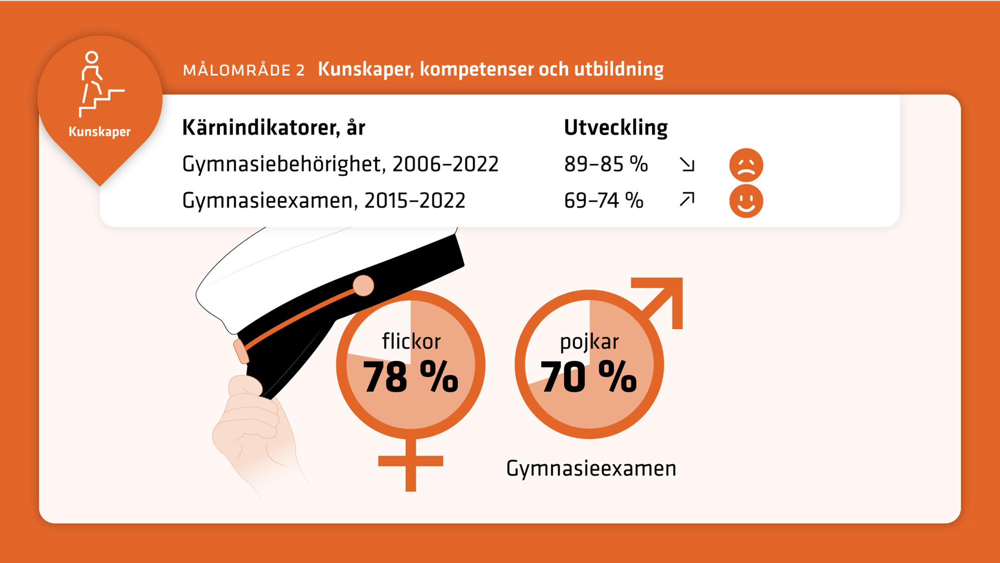 MÅLOMRÅDE 2 Kunskaper, kompetenser och utbildning
Kunskaper
Kärnindikatorer, år Utveckling
Gymnasiebehörighet, 2006–2022 89–85 %
Gymnasieexamen, 2015–2022 69–74 %
flickor
78 %
pojkar
70 %
Gymnasieexamen